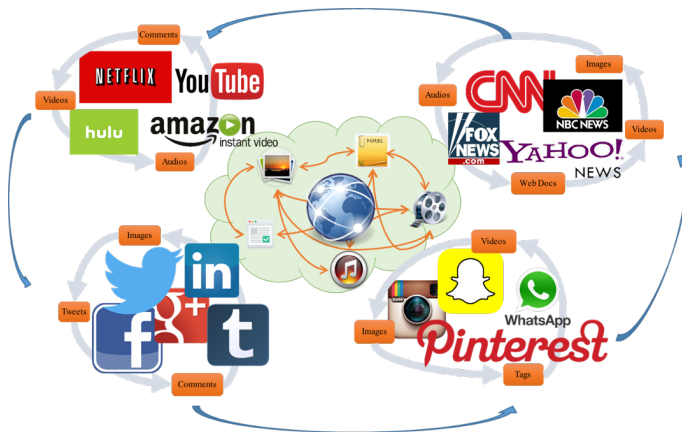 Comments
NETFLIX
YouTube
Videos
hulu
amazon
instant video
Audios
Images
Audios
CNN
NBC NEWS
Videos
FOX
NEWS
.com
YAHOO!
NEWS
Web Docs
Notes
Images
in
Tweets
g+
f
t
Comments
Videos
WhatsApp
Images
Pinterest
Tags